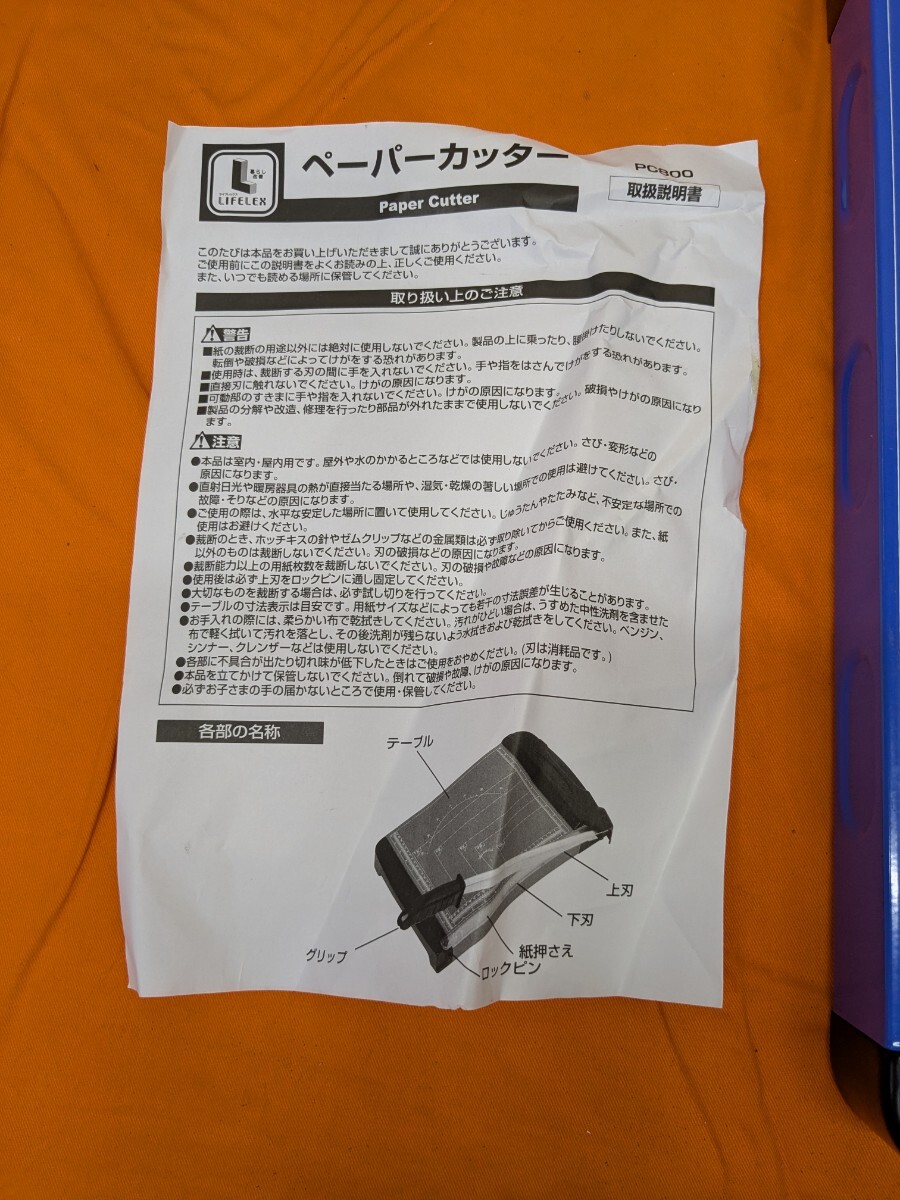 ペーパーカッター
PC800
暮らし
LIFELEX
Paper Cutter
取扱説明書
このたびは本品をお買い上げいただきまして誠にありがとうございます。
ご使用前にこの説明書をよくお読みの上、正しくご使用ください。
また、いつでも読める場所に保管してください。
取り扱い上のご注意
警告
■紙の裁断の用途以外には絶対に使用しないでください。製品の上に乗ったり、腰掛けたりしないでください。
転倒や破損などによってけがをする恐れがあります。
■使用時は、裁断する刃の間に手を入れないでください。手や指をはさんでけがをする恐れがあります。
■直接刃に触れないでください。けがの原因になります。
■可動部のすきまに手や指を入れないでください。けがの原因になります。
■製品の分解や改造、修理を行ったり部品が外れたままで使用しないでください。破損やけがの原因になり
ます。
注意
●本品は室内・屋内用です。屋外や水のかかるところなどでは使用しないでください。さび・変形などの
原因になります。
●直射日光や暖房器具の熱が直接当たる場所や、湿気・乾燥の著しい場所での使用は避けてください。さび・
故障・そりなどの原因になります。
●ご使用の際は、水平な安定した場所に置いて使用してください。じゅうたんやたたみなど、不安定な場所での
使用はお避けください。
●裁断のとき、ホッチキスの針やゼムクリップなどの金属類は必ず取り除いてからご使用ください。また、紙
以外のものは裁断しないでください。刃の破損などの原因になります。
●裁断能力以上の用紙枚数を裁断しないでください。刃の破損や故障などの原因になります。
●使用後は必ず上刃をロックピンに通し固定してください。
●大切なものを裁断する場合は、必ず試し切りを行ってください。
●テーブルの寸法表示は目安です。用紙サイズなどによっても若干の寸法誤差が生じることがあります。
●お手入れの際には、柔らかい布で乾拭きしてください。汚れがひどい場合は、うすめた中性洗剤を含ませた
布で軽く拭いて汚れを落とし、その後洗剤が残らないよう水拭きおよび乾拭きをしてください。ベンジン、
シンナー、クレンザーなどは使用しないでください。
●各部に不具合が出たり切れ味が低下したときはご使用をおやめください。(刃は消耗品です。)
●本品を立てかけて保管しないでください。倒れて破損や故障、けがの原因になります。
●必ずお子さまの手の届かないところで使用・保管してください。
各部の名称
テーブル
上刃
下刃
紙押さえ
グリップ
ロックピン